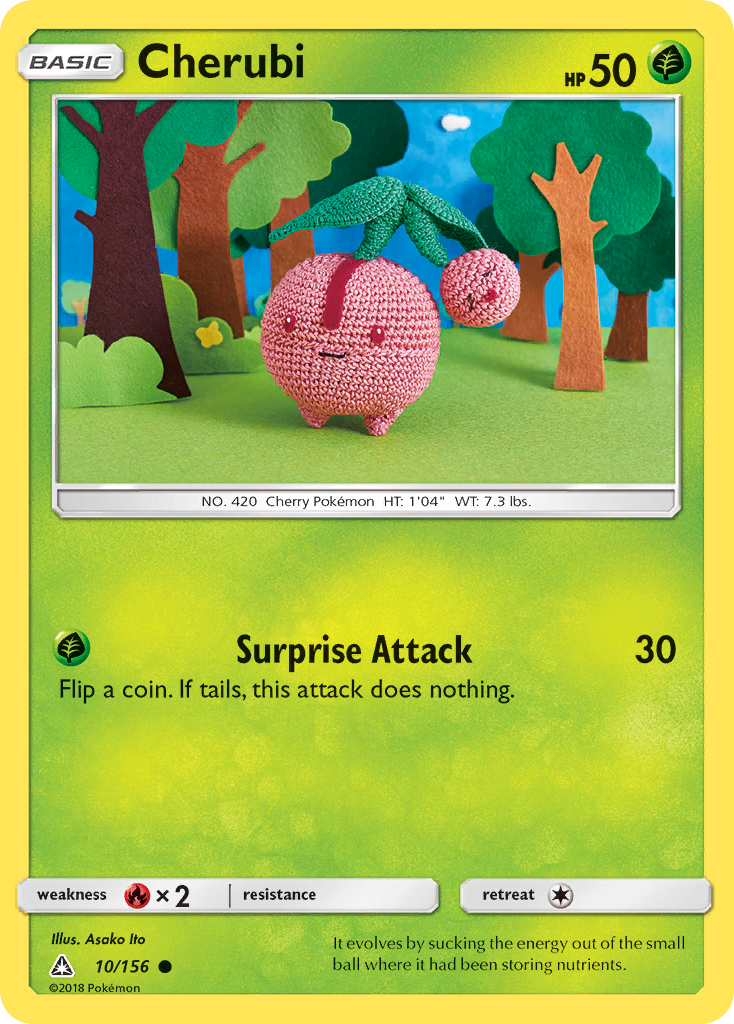 BASIC Cherubi HP 50
NO. 420 Cherry Pokémon HT: 1'04" WT: 7.3 lbs.
Surprise Attack 30
Flip a coin. If tails, this attack does nothing.
weakness × 2 resistance retreat
Illus. Asako Ito
10/156
©2018 Pokémon
It evolves by sucking the energy out of the small
ball where it had been storing nutrients.